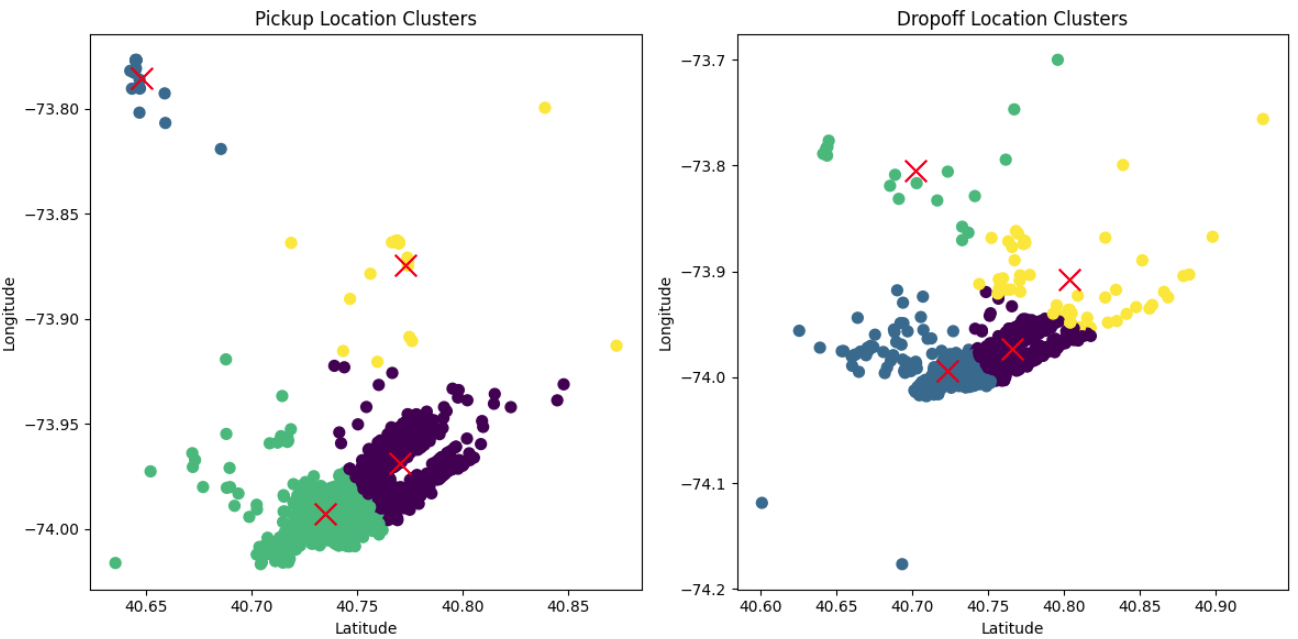 Pickup Location Clusters
Longitude
−73.80
−73.85
−73.90
−73.95
−74.00
40.65 40.70 40.75 40.80 40.85
Latitude
Dropoff Location Clusters
Longitude
−73.7
−73.8
−73.9
−74.0
−74.1
−74.2
40.60 40.65 40.70 40.75 40.80 40.85 40.90
Latitude